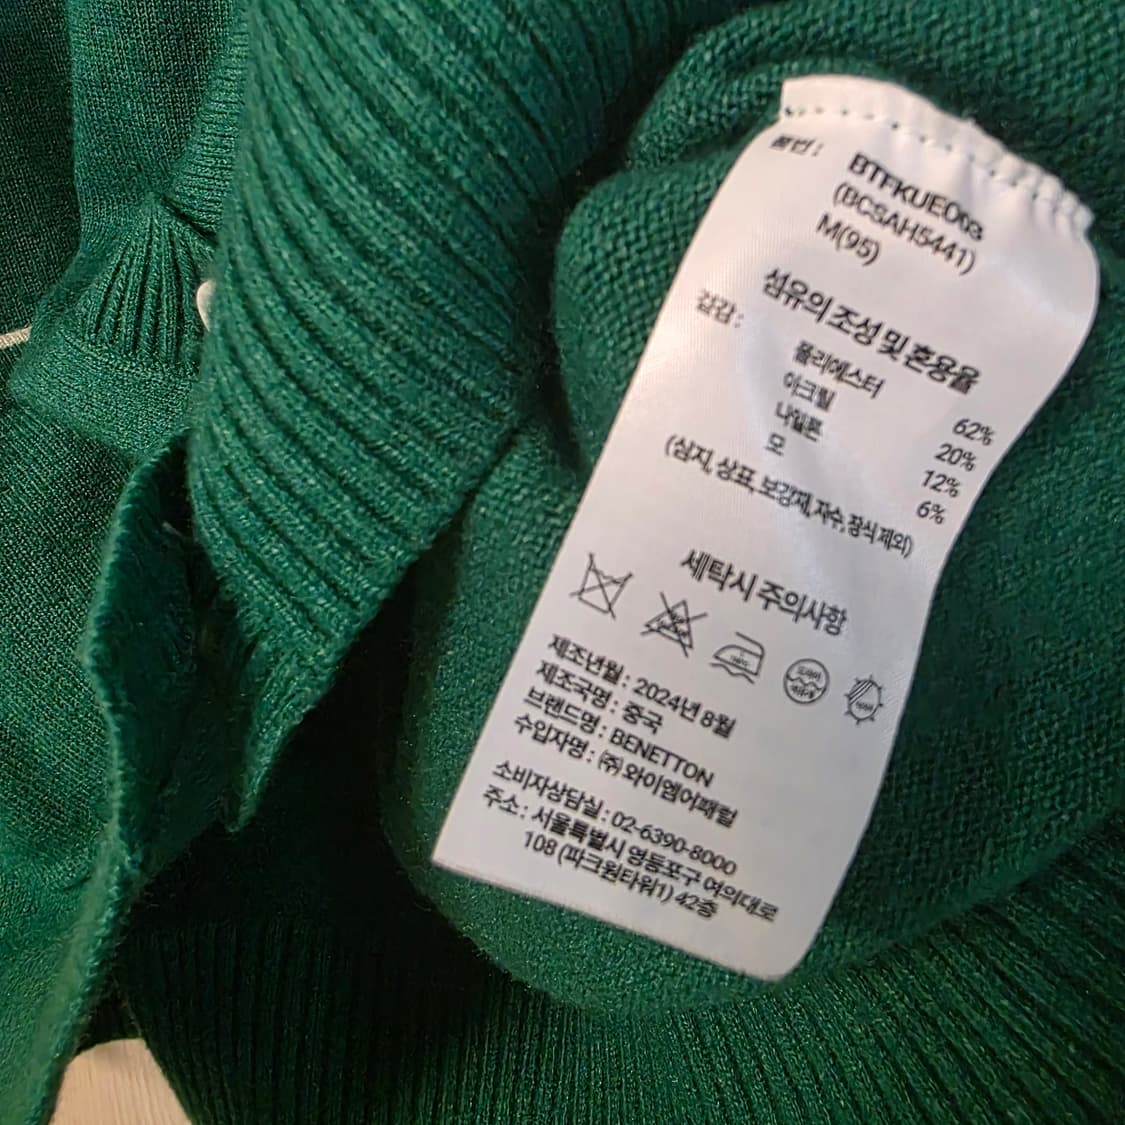 품번 : BTFKUE003
(BCSAH5441)
M(95)
섬유의 조성 및 혼용율
겉감 :
폴리에스터 62%
아크릴 20%
나일론 12%
모 6%
(심지, 상표, 보강재, 자수, 장식 제외)
세탁시 주의사항
드라이
제조년월 : 2024년 8월
제조국명 : 중국
브랜드명 : BENETTON
수입자명 : ㈜와이엠어패럴
소비자상담실 : 02-6390-8000
주소 : 서울특별시 영등포구 여의대로
108 (파크원타워1) 42층